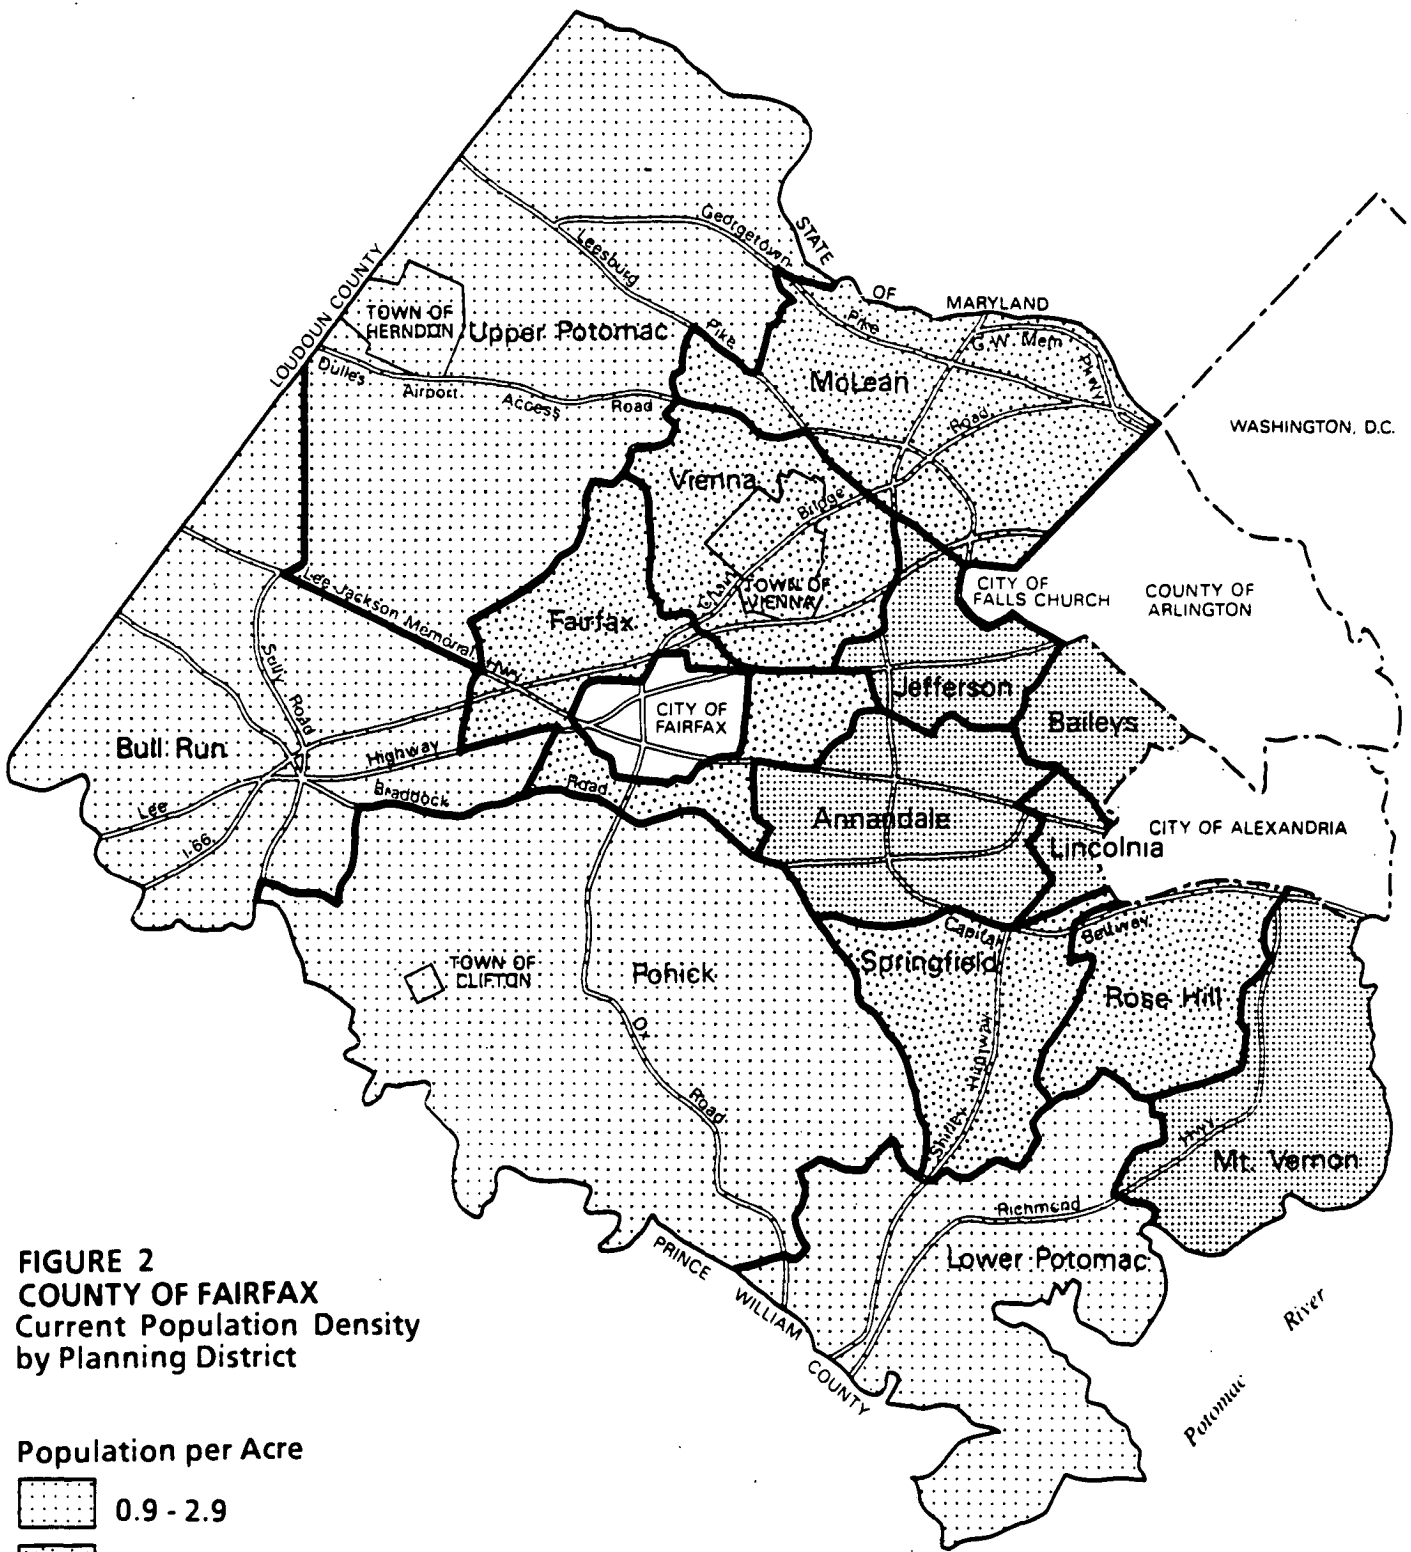 STATE
OF
MARYLAND
Georgetown
Pike
Leesburg
Pike
LOUDOUN COUNTY
TOWN OF
HERNDON
Upper Potomac
G.W. Mem
Pkwy
McLean
Dulles
Airport
Access
Road
Road
WASHINGTON, D.C.
Vienna
Bridge
Chain
TOWN OF
VIENNA
CITY OF
FALLS CHURCH
COUNTY OF
ARLINGTON
Lee Jackson Memorial Hwy
Fairfax
Sully Road
Jefferson
CITY OF
FAIRFAX
Baileys
Bull Run
Highway
Lee
Braddock
Road
I-66
Annandale
CITY OF ALEXANDRIA
Lincolnia
Capital
Beltway
TOWN OF
CLIFTON
Pohick
Springfield
Rose Hill
Ox
Road
Highway
Shirley
Hwy
Mt. Vernon
Richmond
Lower Potomac
PRINCE
WILLIAM
COUNTY
River
Potomac
FIGURE 2
COUNTY OF FAIRFAX
Current Population Density
by Planning District
Population per Acre
0.9 - 2.9